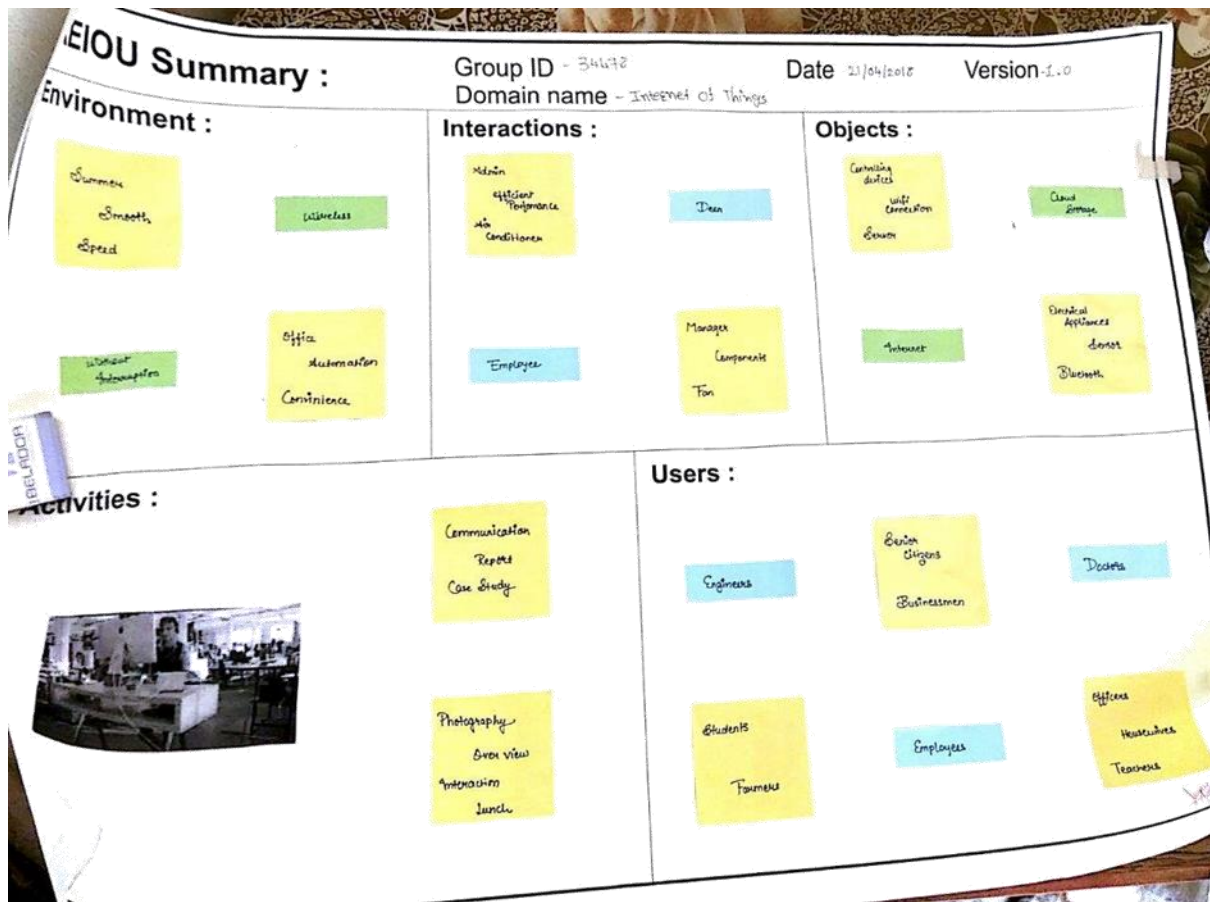 EIOU Summary :
Group ID - 34678
Date 21/04/2018
Version-1.0
Domain name - Internet of Things
Environment :
Summer
Smooth
Speed
Wireless
Without
Interruption
Office
Automation
Convinience
Interactions :
Admin
efficient
Performance
Air
Conditioner
Dean
Employee
Manager
Components
Fan
Objects :
Controlling
devices
Wifi
Connection
Server
Cloud
Storage
Internet
Electrical
Appliances
Sensor
Bluetooth
Activities :
Communication
Report
Case Study
Photography
Over view
Interaction
Lunch
Users :
Engineers
Senior
Citizens
Businessmen
Doctors
Students
Farmers
Employees
Officers
Housewives
Teachers